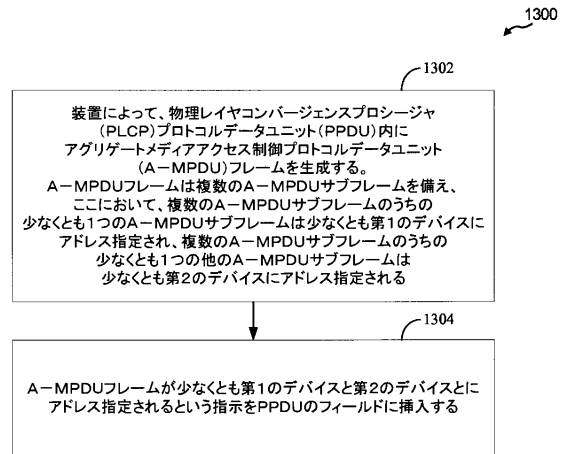 1300
1302
装置によって、物理レイヤコンバージェンスプロシージャ
(PLCP)プロトコルデータユニット(PPDU)内に
アグリゲートメディアアクセス制御プロトコルデータユニット
(A-MPDU)フレームを生成する。
A-MPDUフレームは複数のA-MPDUサブフレームを備え、
ここにおいて、複数のA-MPDUサブフレームのうちの
少なくとも1つのA-MPDUサブフレームは少なくとも第1のデバイスに
アドレス指定され、複数のA-MPDUサブフレームのうちの
少なくとも1つの他のA-MPDUサブフレームは
少なくとも第2のデバイスにアドレス指定される
1304
A-MPDUフレームが少なくとも第1のデバイスと第2のデバイスとに
アドレス指定されるという指示をPPDUのフィールドに挿入する